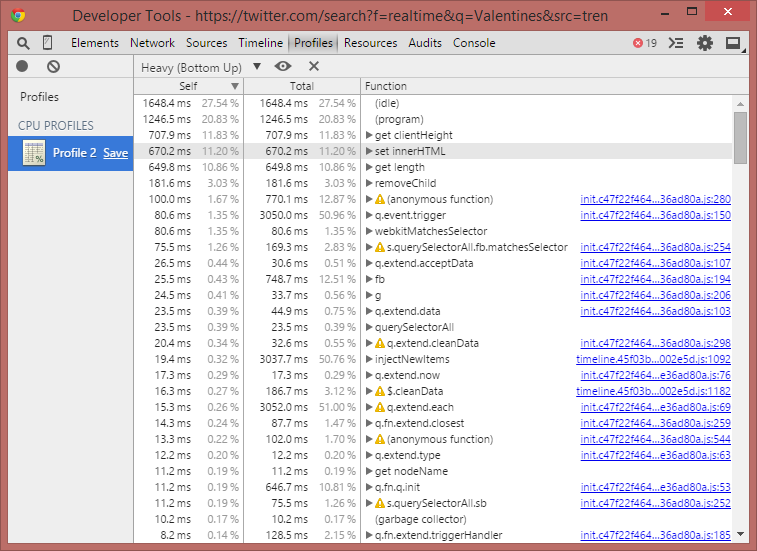 Developer Tools - https://twitter.com/search?f=realtime&q=Valentines&src=tren
Elements Network Sources Timeline Profiles Resources Audits Console 19
Heavy (Bottom Up)
Profiles
CPU PROFILES
Profile 2 Save
Self Total Function
1648.4 ms 27.54 % 1648.4 ms 27.54 % (idle)
1246.5 ms 20.83 % 1246.5 ms 20.83 % (program)
707.9 ms 11.83 % 707.9 ms 11.83 % get clientHeight
670.2 ms 11.20 % 670.2 ms 11.20 % set innerHTML
649.8 ms 10.86 % 649.8 ms 10.86 % get length
181.6 ms 3.03 % 181.6 ms 3.03 % removeChild
100.0 ms 1.67 % 770.1 ms 12.87 % (anonymous function) init.c47f22f464...36ad80a.js:280
80.6 ms 1.35 % 3050.0 ms 50.96 % q.event.trigger init.c47f22f464...36ad80a.js:150
80.6 ms 1.35 % 80.6 ms 1.35 % webkitMatchesSelector
75.5 ms 1.26 % 169.3 ms 2.83 % s.querySelectorAll.fb.matchesSelector init.c47f22f464...36ad80a.js:254
26.5 ms 0.44 % 30.6 ms 0.51 % q.extend.acceptData init.c47f22f464...36ad80a.js:107
25.5 ms 0.43 % 748.7 ms 12.51 % fb init.c47f22f464...36ad80a.js:194
24.5 ms 0.41 % 33.7 ms 0.56 % g init.c47f22f464...36ad80a.js:206
23.5 ms 0.39 % 44.9 ms 0.75 % q.extend.data init.c47f22f464...36ad80a.js:103
23.5 ms 0.39 % 23.5 ms 0.39 % querySelectorAll
20.4 ms 0.34 % 32.6 ms 0.55 % q.extend.cleanData init.c47f22f464...36ad80a.js:298
19.4 ms 0.32 % 3037.7 ms 50.76 % injectNewItems timeline.45f03b...002e5d.js:1092
17.3 ms 0.29 % 17.3 ms 0.29 % q.extend.now init.c47f22f464...e36ad80a.js:76
16.3 ms 0.27 % 186.7 ms 3.12 % $.cleanData timeline.45f03b...002e5d.js:1182
15.3 ms 0.26 % 3052.0 ms 51.00 % q.extend.each init.c47f22f464...e36ad80a.js:69
14.3 ms 0.24 % 87.7 ms 1.47 % q.fn.extend.closest init.c47f22f464...36ad80a.js:259
13.3 ms 0.22 % 102.0 ms 1.70 % (anonymous function) init.c47f22f464...36ad80a.js:544
12.2 ms 0.20 % 12.2 ms 0.20 % q.extend.type init.c47f22f464...e36ad80a.js:63
11.2 ms 0.19 % 11.2 ms 0.19 % get nodeName
11.2 ms 0.19 % 646.7 ms 10.81 % q.fn.q.init init.c47f22f464...e36ad80a.js:53
11.2 ms 0.19 % 75.5 ms 1.26 % s.querySelectorAll.sb init.c47f22f464...36ad80a.js:252
10.2 ms 0.17 % 10.2 ms 0.17 % (garbage collector)
8.2 ms 0.14 % 128.5 ms 2.15 % q.fn.extend.triggerHandler init.c47f22f464...36ad80a.js:185